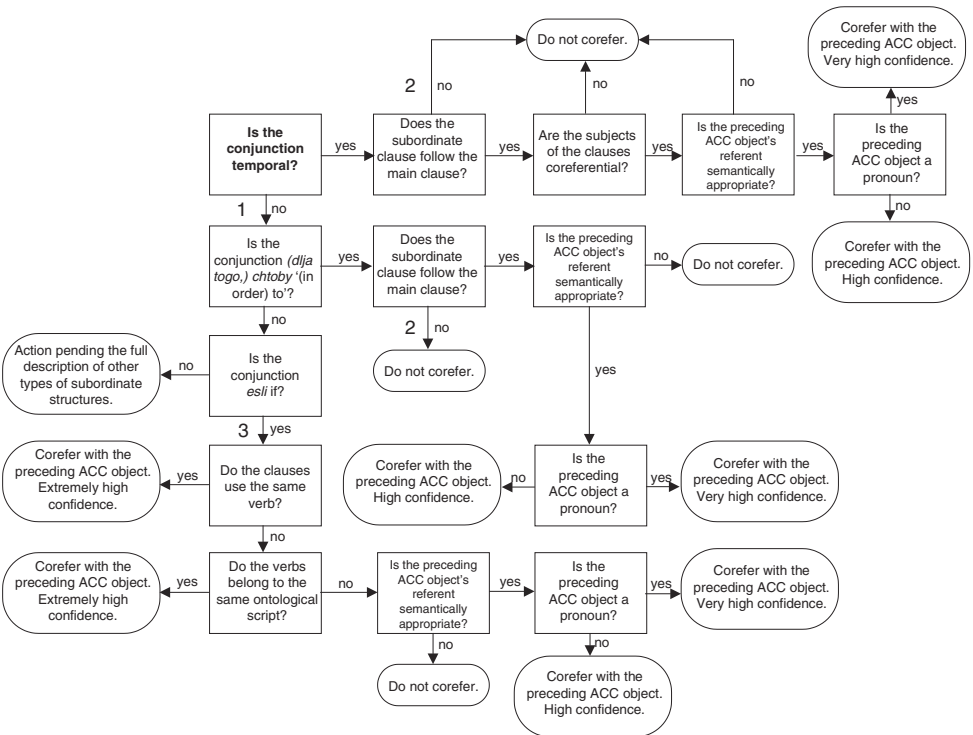 Corefer with the
preceding ACC object.
Very high confidence.
Do not corefer.
2
no
no
no
yes
Is the
conjunction
temporal?
yes
Does the
subordinate
clause follow the
main clause?
yes
Are the subjects
of the clauses
coreferential?
yes
Is the preceding
ACC object's
referent
semantically
appropriate?
yes
Is the
preceding
ACC object a
pronoun?
1
no
no
Is the
conjunction (dlja
togo,) chtoby '(in
order) to'?
yes
Does the
subordinate
clause follow the
main clause?
yes
Is the preceding
ACC object's
referent
semantically
appropriate?
no
Do not corefer.
Corefer with the
preceding ACC object.
High confidence.
no
2
no
Action pending the full
description of other
types of subordinate
structures.
no
Is the
conjunction
esli if?
Do not corefer.
yes
3
yes
Corefer with the
preceding ACC object.
Extremely high
confidence.
yes
Do the clauses
use the same
verb?
Corefer with the
preceding ACC object.
High confidence.
no
Is the
preceding
ACC object a
pronoun?
yes
Corefer with the
preceding ACC object.
Very high confidence.
no
Corefer with the
preceding ACC object.
Extremely high
confidence.
yes
Do the verbs
belong to the
same ontological
script?
no
Is the preceding
ACC object's
referent
semantically
appropriate?
yes
Is the
preceding
ACC object a
pronoun?
yes
Corefer with the
preceding ACC object.
Very high confidence.
no
no
Do not corefer.
Corefer with the
preceding ACC object.
High confidence.